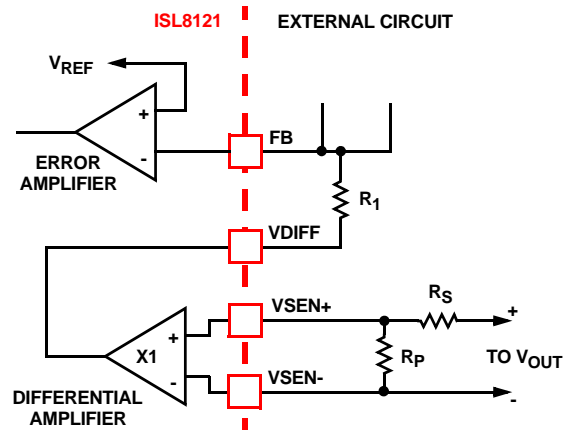 ISL8121
EXTERNAL CIRCUIT
VREF
+
-
FB
ERROR
AMPLIFIER
R1
VDIFF
VSEN+
RS
+
X1
+
-
RP
TO VOUT
VSEN-
-
DIFFERENTIAL
AMPLIFIER